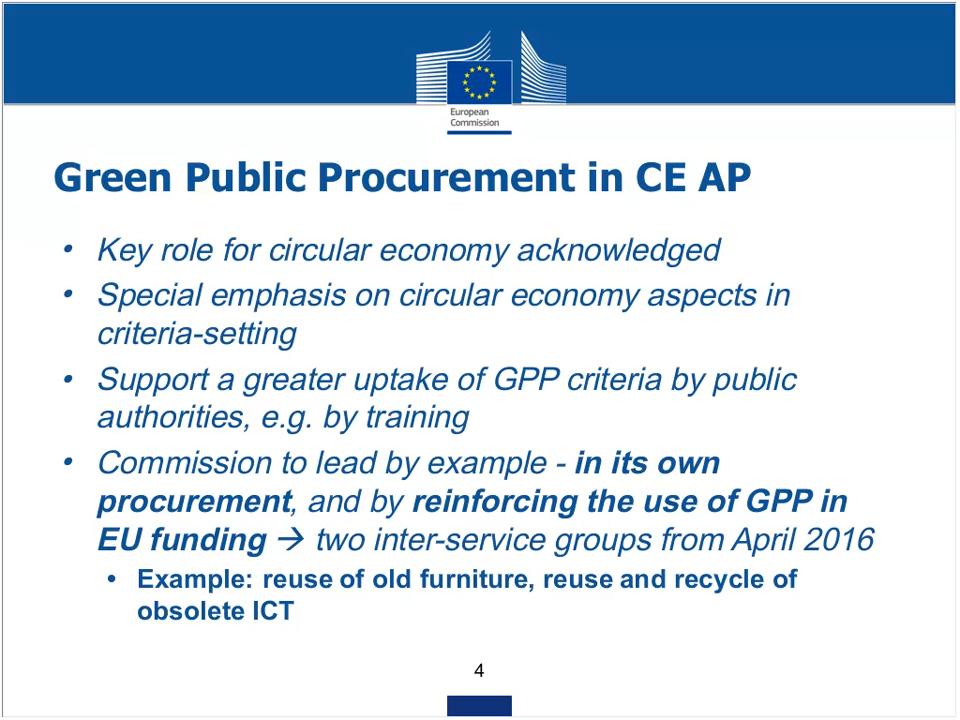 European
Commission
Green Public Procurement in CE AP
• Key role for circular economy acknowledged
• Special emphasis on circular economy aspects in
criteria-setting
• Support a greater uptake of GPP criteria by public
authorities, e.g. by training
• Commission to lead by example - in its own
procurement, and by reinforcing the use of GPP in
EU funding → two inter-service groups from April 2016
• Example: reuse of old furniture, reuse and recycle of
obsolete ICT
4